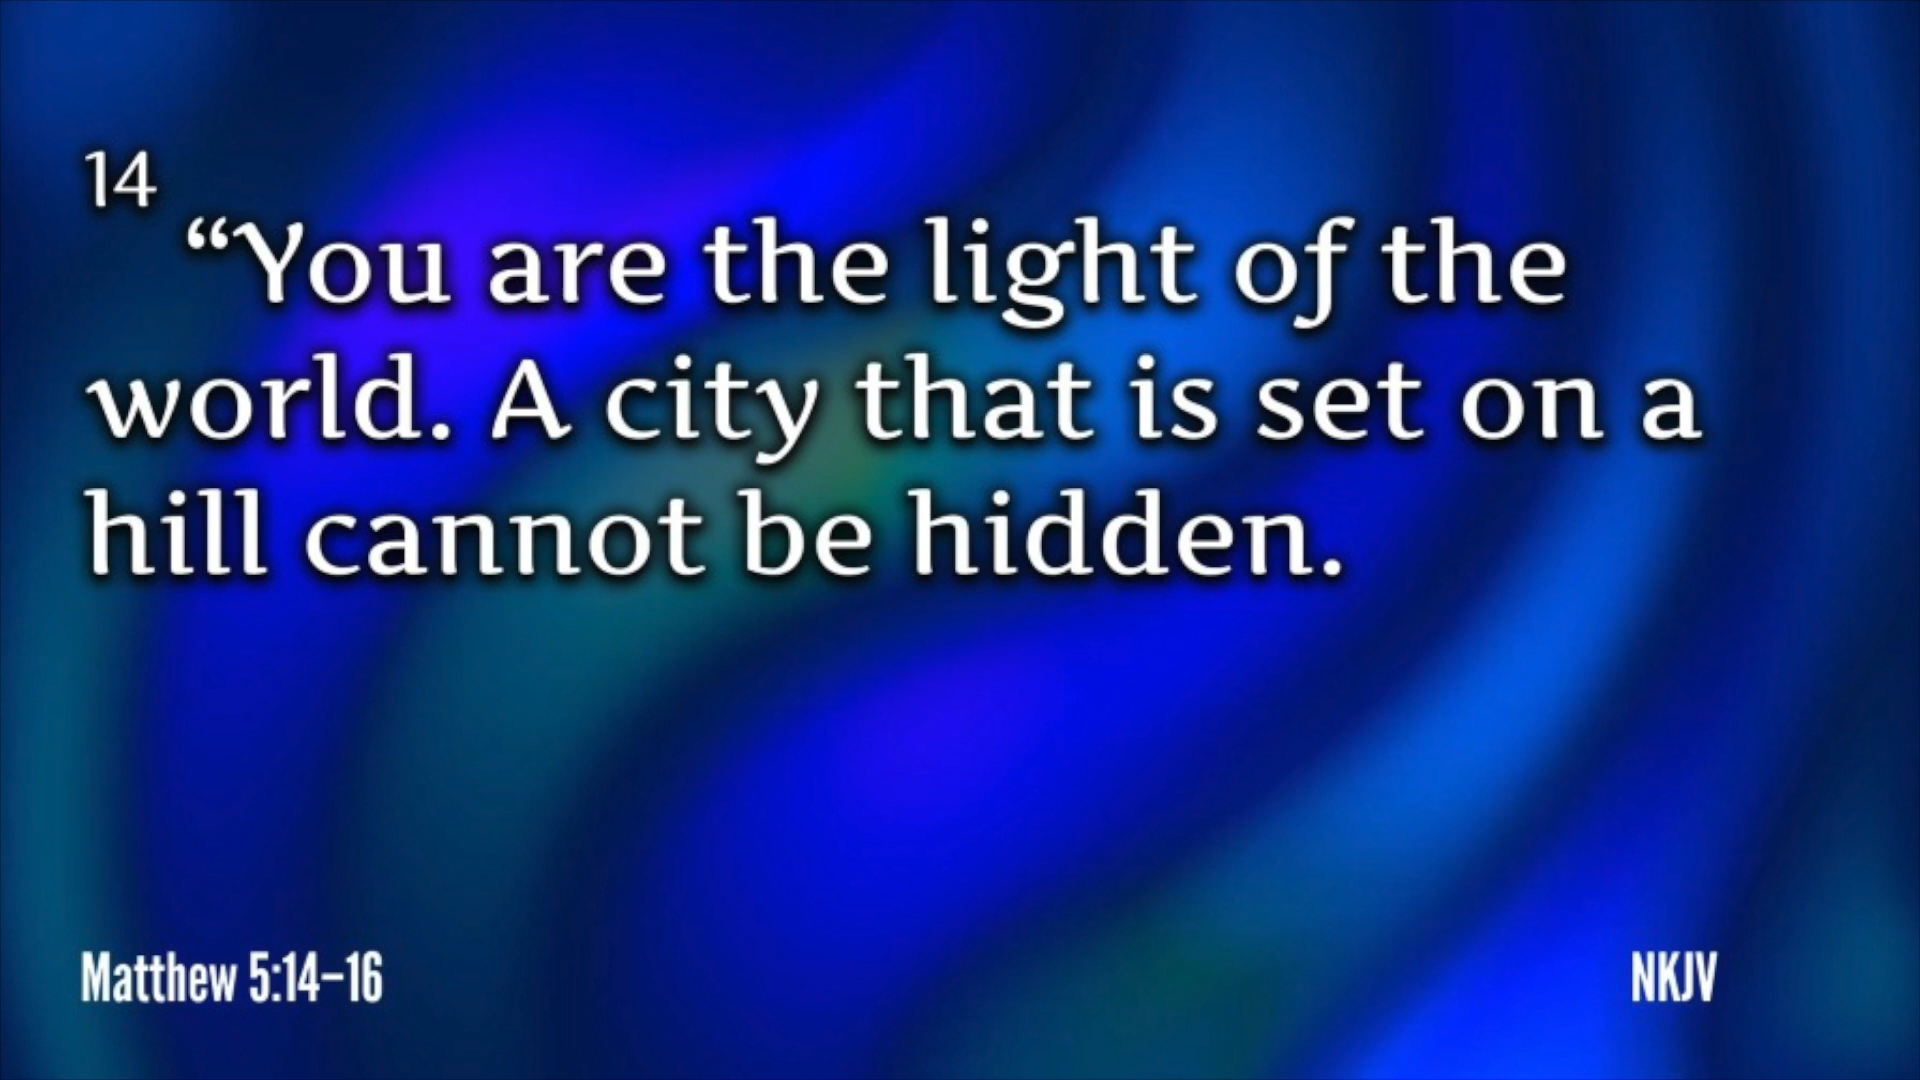 14
“You are the light of the
world. A city that is set on a
hill cannot be hidden.
Matthew 5:14–16
NKJV